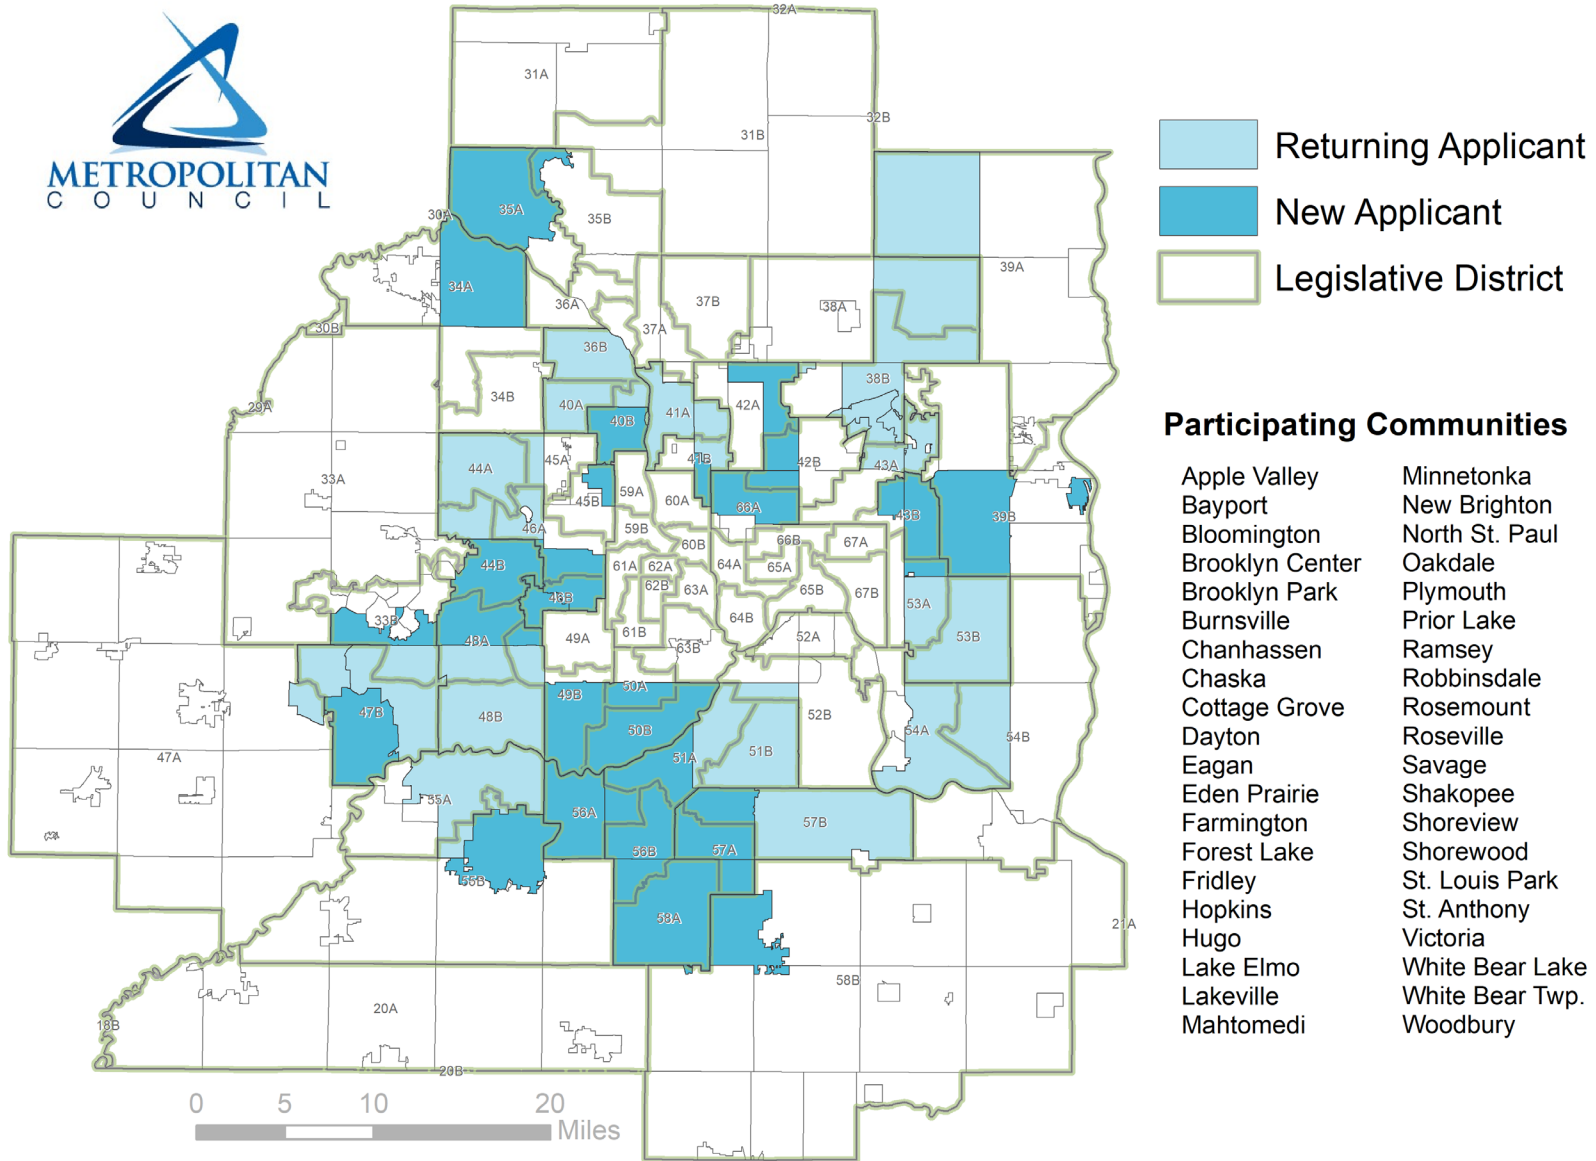 METROPOLITAN
COUNCIL
Returning Applicant
New Applicant
Legislative District
Participating Communities
Apple Valley
Bayport
Bloomington
Brooklyn Center
Brooklyn Park
Burnsville
Chanhassen
Chaska
Cottage Grove
Dayton
Eagan
Eden Prairie
Farmington
Forest Lake
Fridley
Hopkins
Hugo
Lake Elmo
Lakeville
Mahtomedi
Minnetonka
New Brighton
North St. Paul
Oakdale
Plymouth
Prior Lake
Ramsey
Robbinsdale
Rosemount
Roseville
Savage
Shakopee
Shoreview
Shorewood
St. Louis Park
St. Anthony
Victoria
White Bear Lake
White Bear Twp.
Woodbury
32A
31A
32B
31B
30A
35A
35B
39A
34A
36A
37B
38A
30B
37A
36B
34B
38B
29A
40A
41A
42A
40B
45A
41B
42B
43A
44A
33A
59A
45B
60A
66A
43B
39B
46A
59B
60B
66B
67A
44B
61A
62A
64A
65A
62B
63A
65B
67B
46B
53A
33B
64B
61B
52A
53B
48A
49A
63B
50A
49B
47B
48B
50B
52B
54A
54B
51B
51A
47A
55A
56A
57B
56B
57A
55B
58A
21A
58B
20A
18B
20B
0 5 10 20
Miles